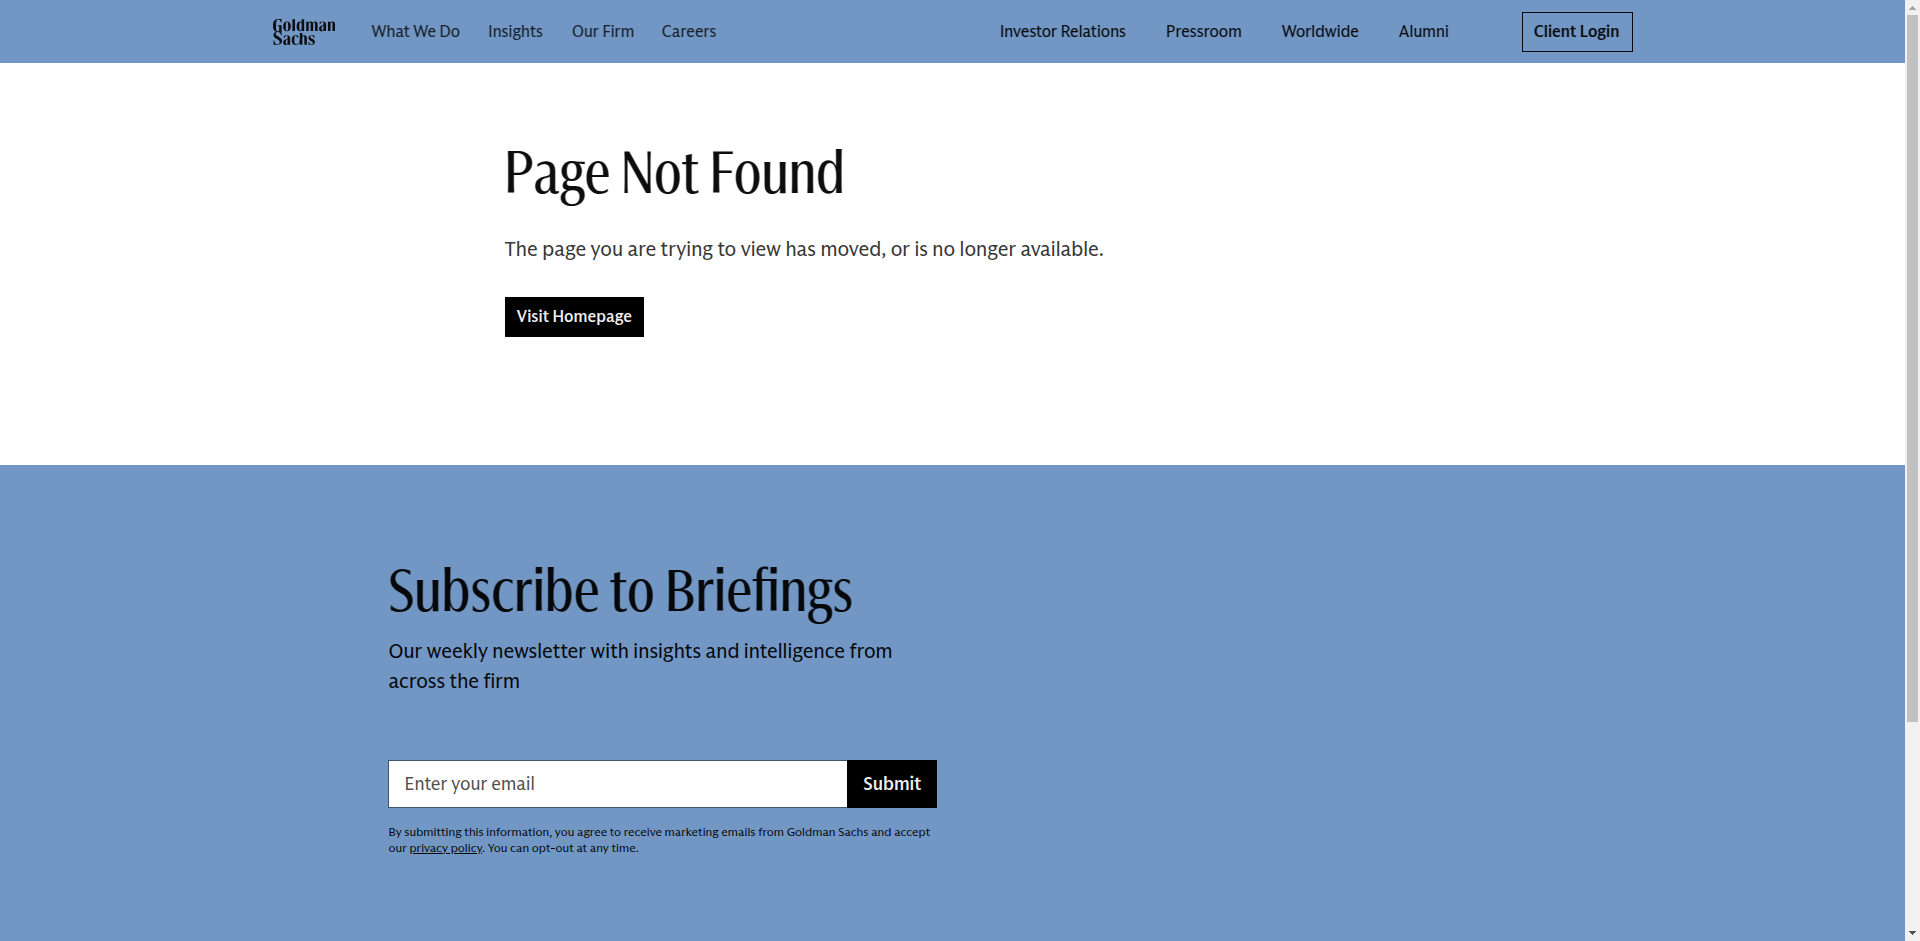 Goldman
Sachs
What We Do
Insights
Our Firm
Careers
Investor Relations
Pressroom
Worldwide
Alumni
Client Login
Page Not Found
The page you are trying to view has moved, or is no longer available.
Visit Homepage
Subscribe to Briefings
Our weekly newsletter with insights and intelligence from
across the firm
Enter your email
Submit
By submitting this information, you agree to receive marketing emails from Goldman Sachs and accept
our privacy policy. You can opt-out at any time.